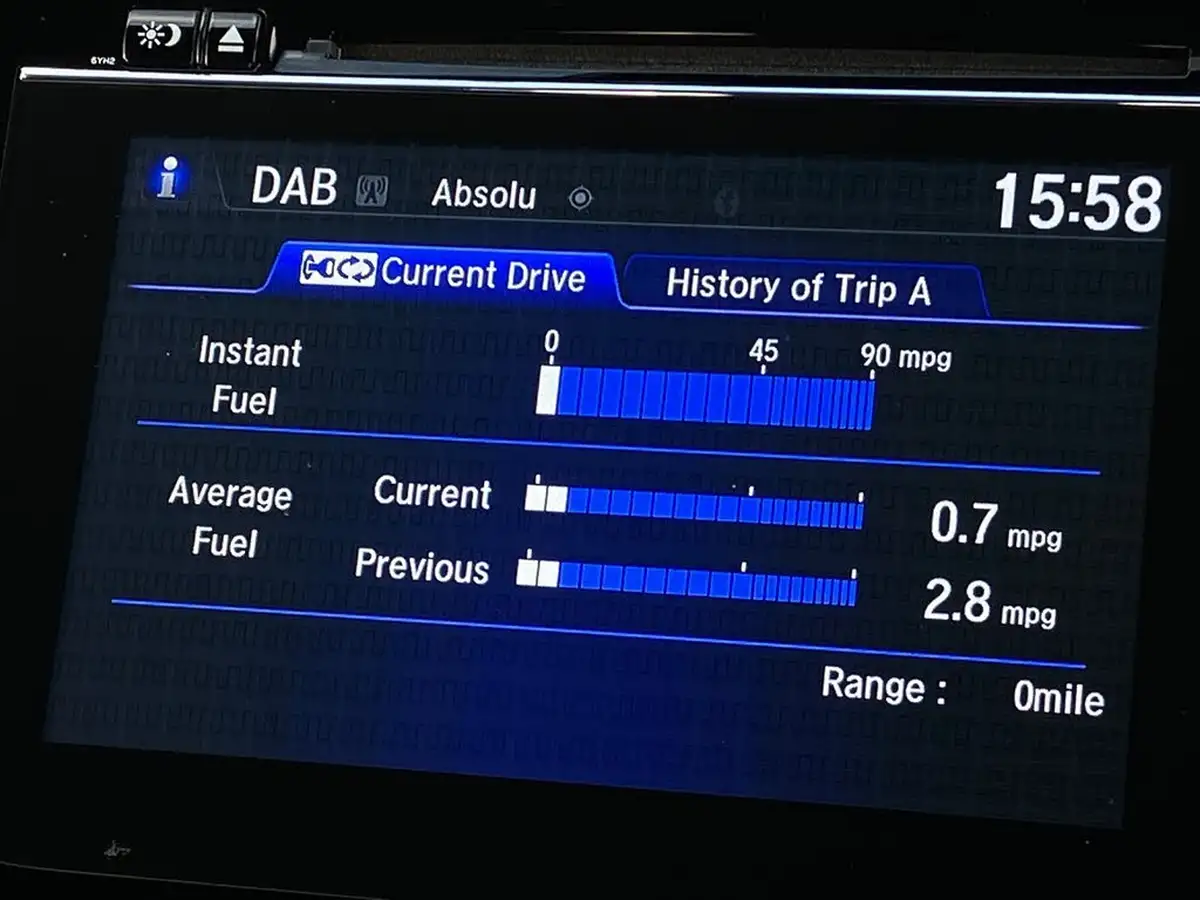 6YH2
i DAB Absolu 15:58
Current Drive History of Trip A
0 45 90 mpg
Instant
Fuel
Average
Fuel
Current 0.7 mpg
Previous 2.8 mpg
Range : 0mile